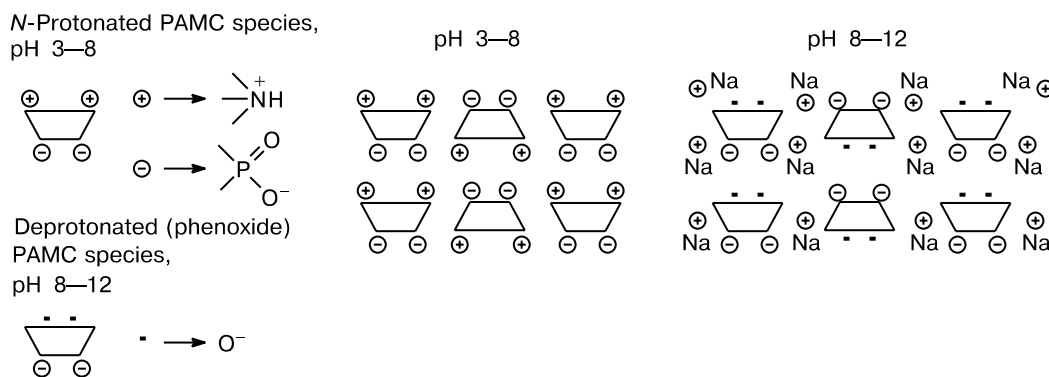 N-Protonated PAMC species,
pH 3—8
⊕ ⊕
⊖ ⊖
⊕ → +NH
⊖ → P O O−
Deprotonated (phenoxide)
PAMC species,
pH 8—12
▪ ▪
⊖ ⊖
▪ → O−
pH 3—8
⊕ ⊕ ⊖ ⊖ ⊕ ⊕
⊖ ⊖ ⊕ ⊕ ⊖ ⊖
⊕ ⊕ ⊖ ⊖ ⊕ ⊕
⊖ ⊖ ⊕ ⊕ ⊖ ⊖
pH 8—12
Na Na Na Na
⊕ ⊕ ⊖ ⊖ ⊕ ⊕
⊕ ⊖ ⊖ ⊕ ⊕ ⊖ ⊖ ⊕
Na Na Na Na
⊖ ⊖
⊕ ⊖ ⊖ ⊕ ⊕ ⊖ ⊖ ⊕
Na Na Na Na